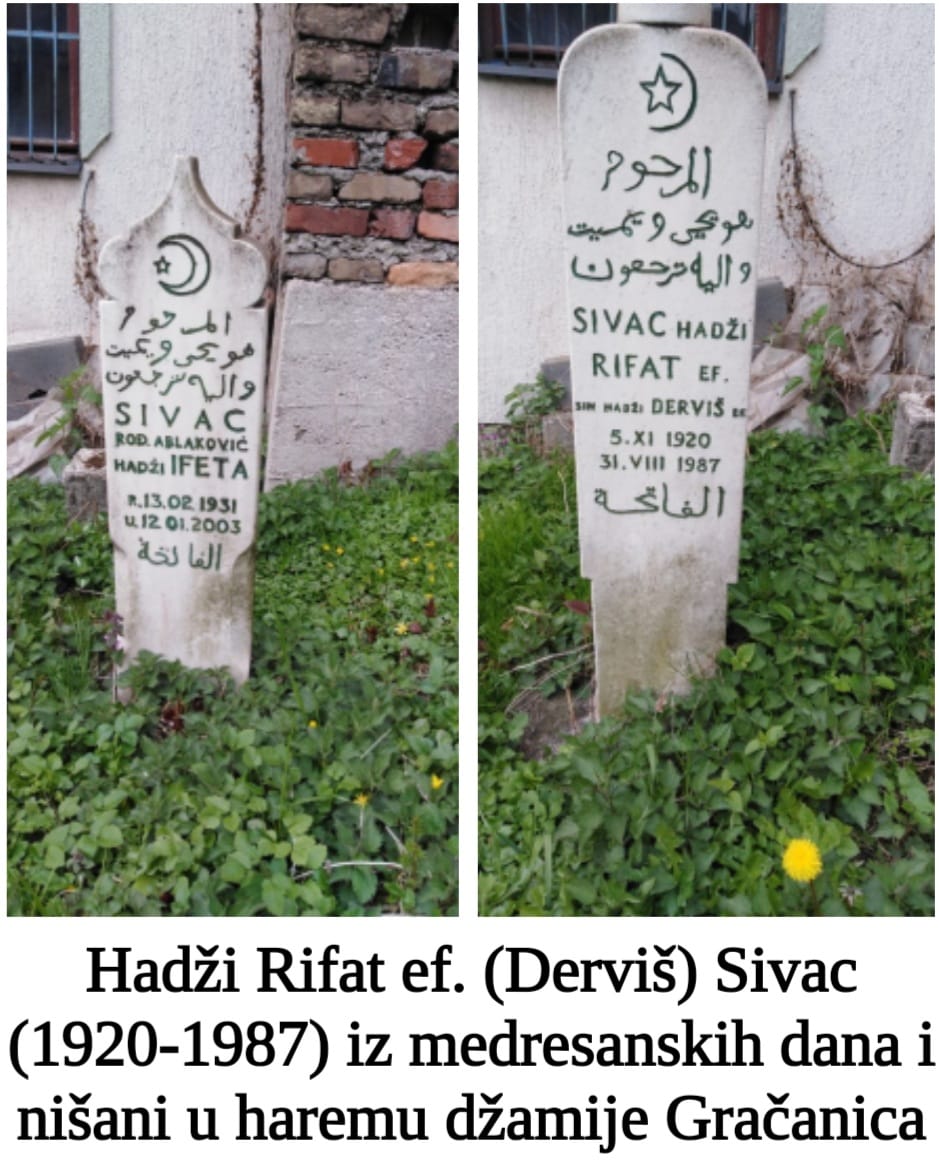 المرحوم
هو يحيى و يميت
واليه ترجعون
SIVAC
ROD. ABLAKOVIĆ
HADŽI IFETA
R. 13.02.1931
U. 12 01.2003
الفاتحة
المرحوم
هو يحيى و يميت
واليه ترجعون
SIVAC HADŽI
RIFAT EF.
SIN HADŽI DERVIŠ EF.
5.XI 1920
31.VIII 1987
الفاتحة
Hadži Rifat ef. (Derviš) Sivac
(1920-1987) iz medresanskih dana i
nišani u haremu džamije Gračanica